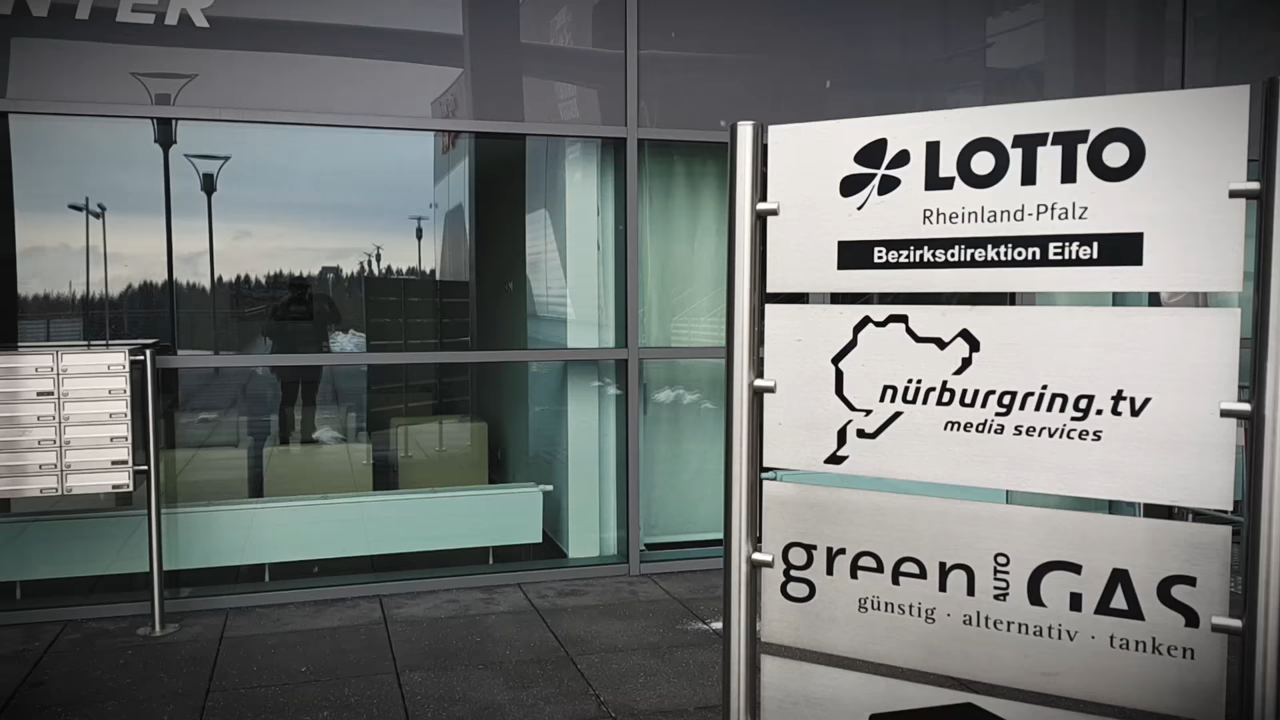 NTER
LOTTO
Rheinland-Pfalz
Bezirksdirektion Eifel
nürburgring.tv
media services
green AUTO GAS
günstig · alternativ · tanken